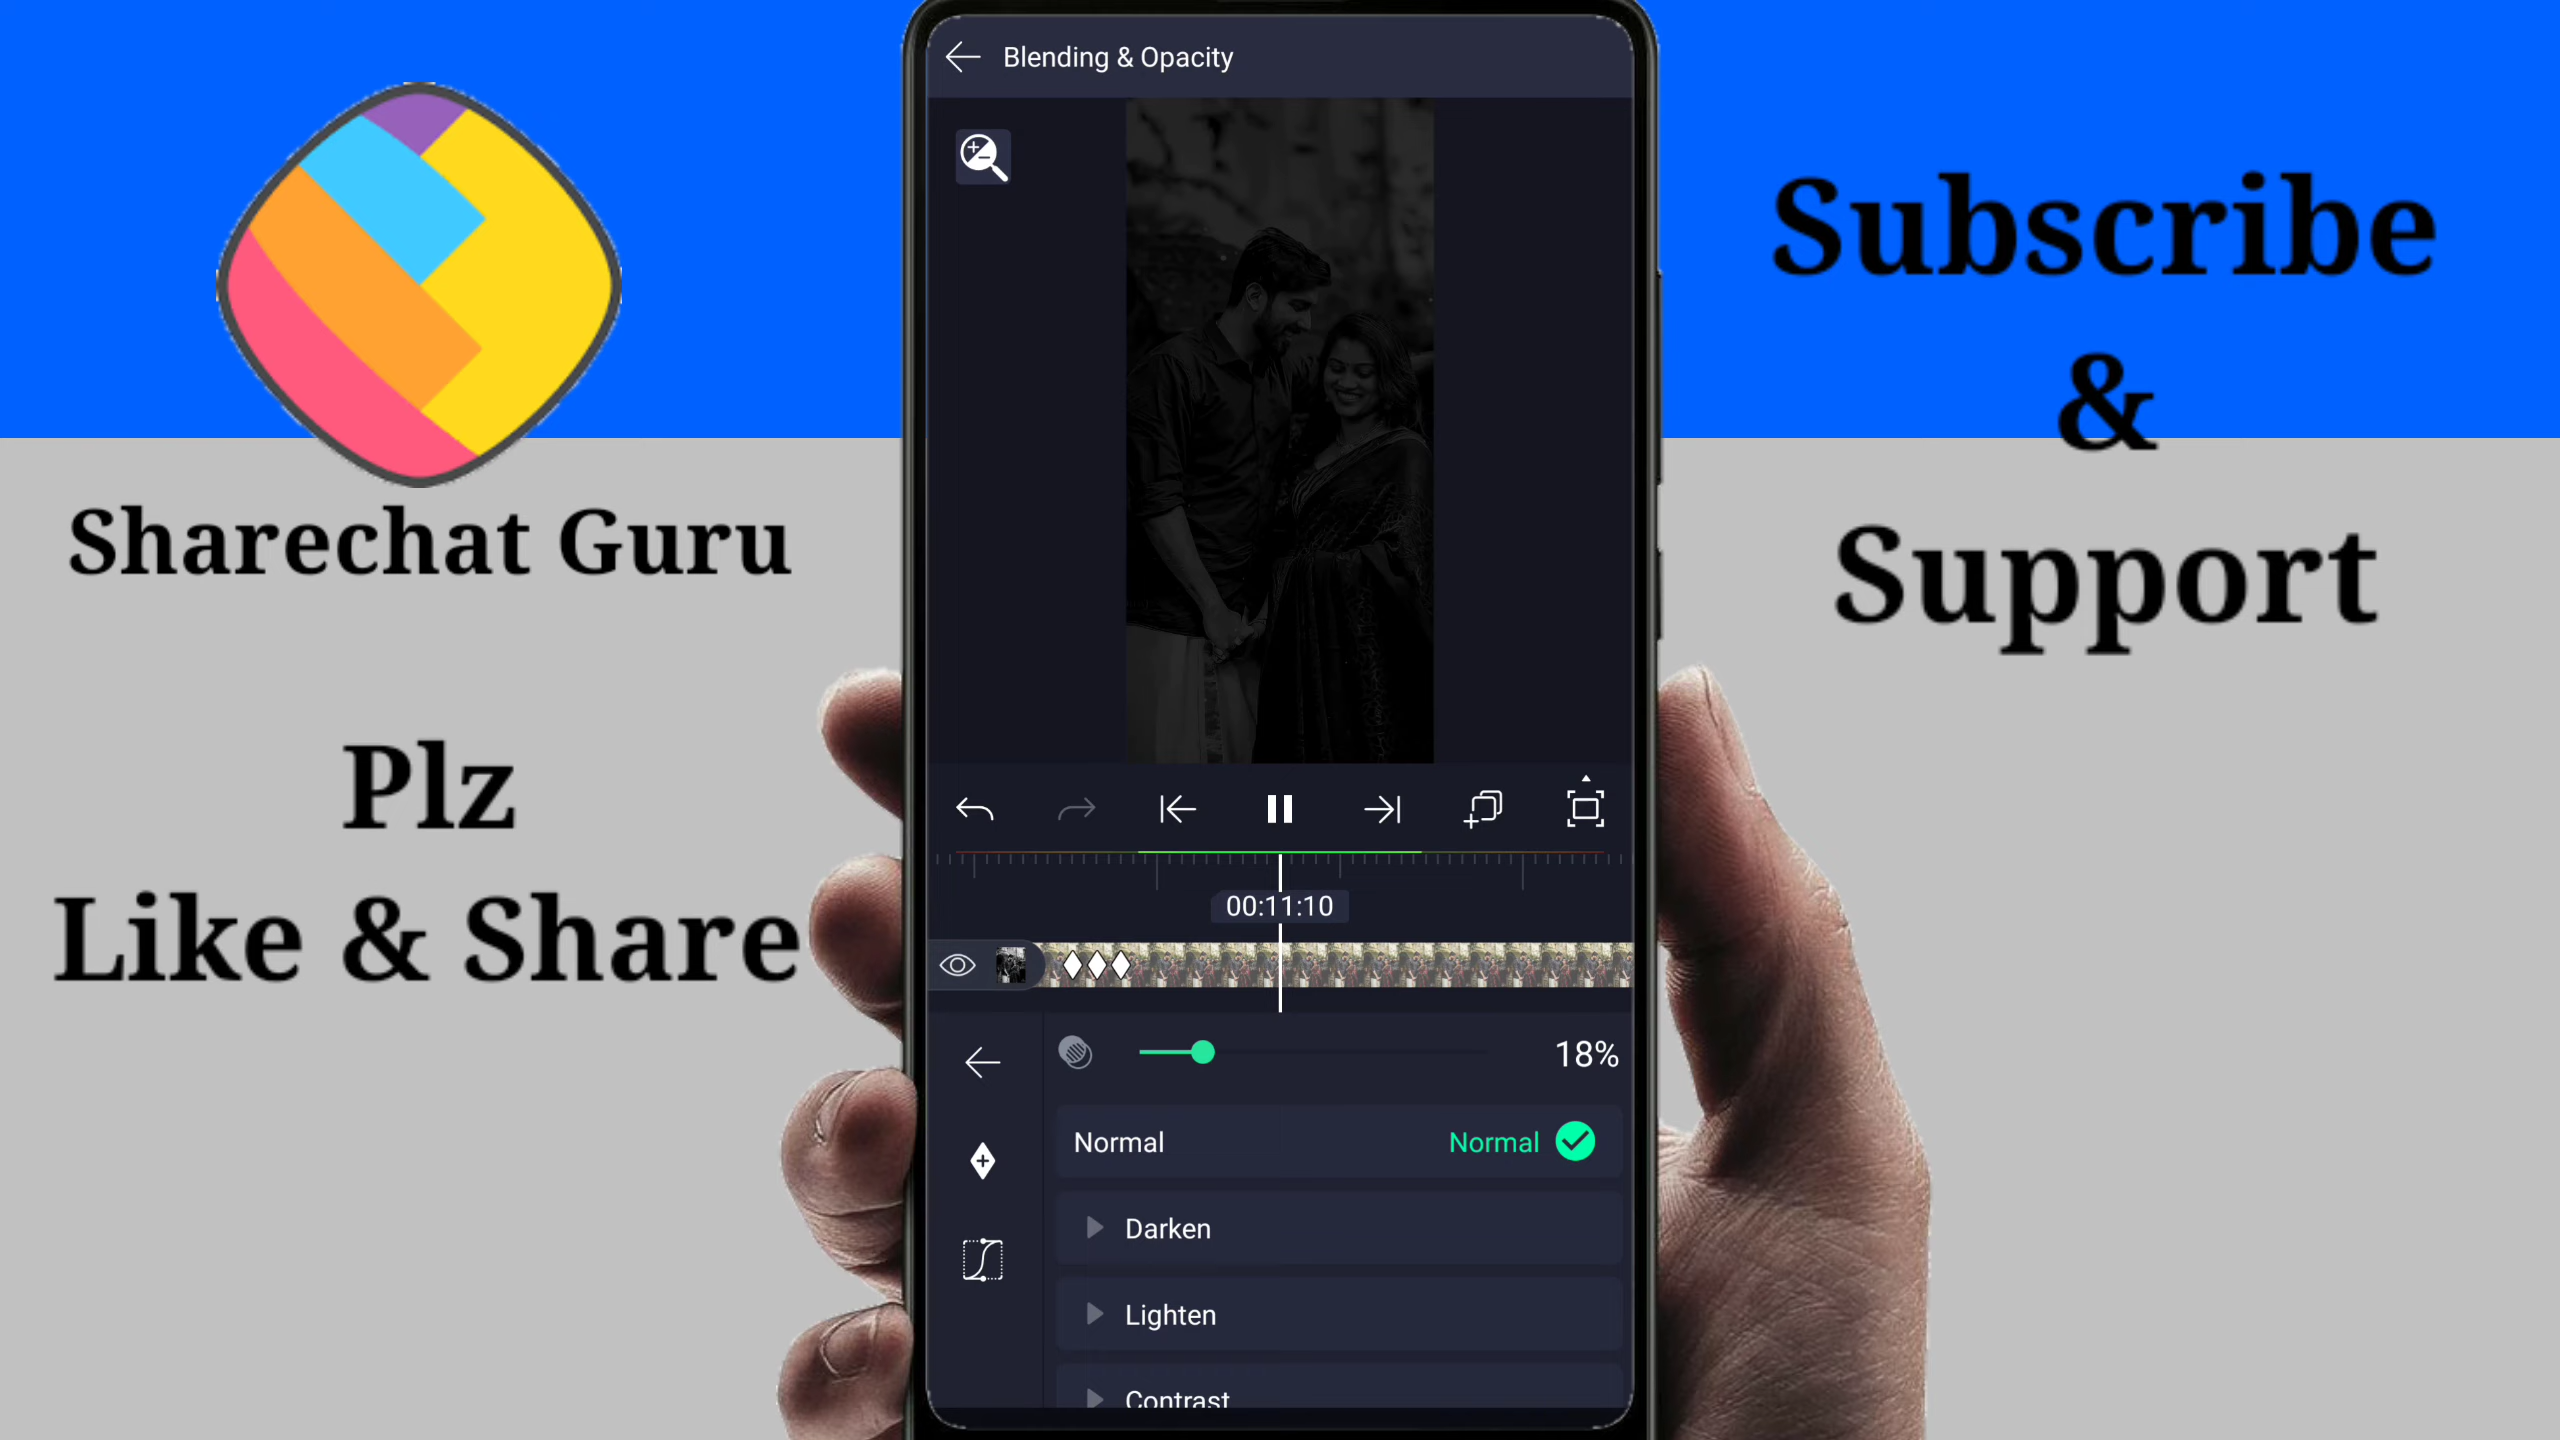 Blending & Opacity
Subscribe
&
Support
Sharechat Guru
Plz
Like & Share
00:11:10
18%
Normal Normal
Darken
Lighten
Contrast